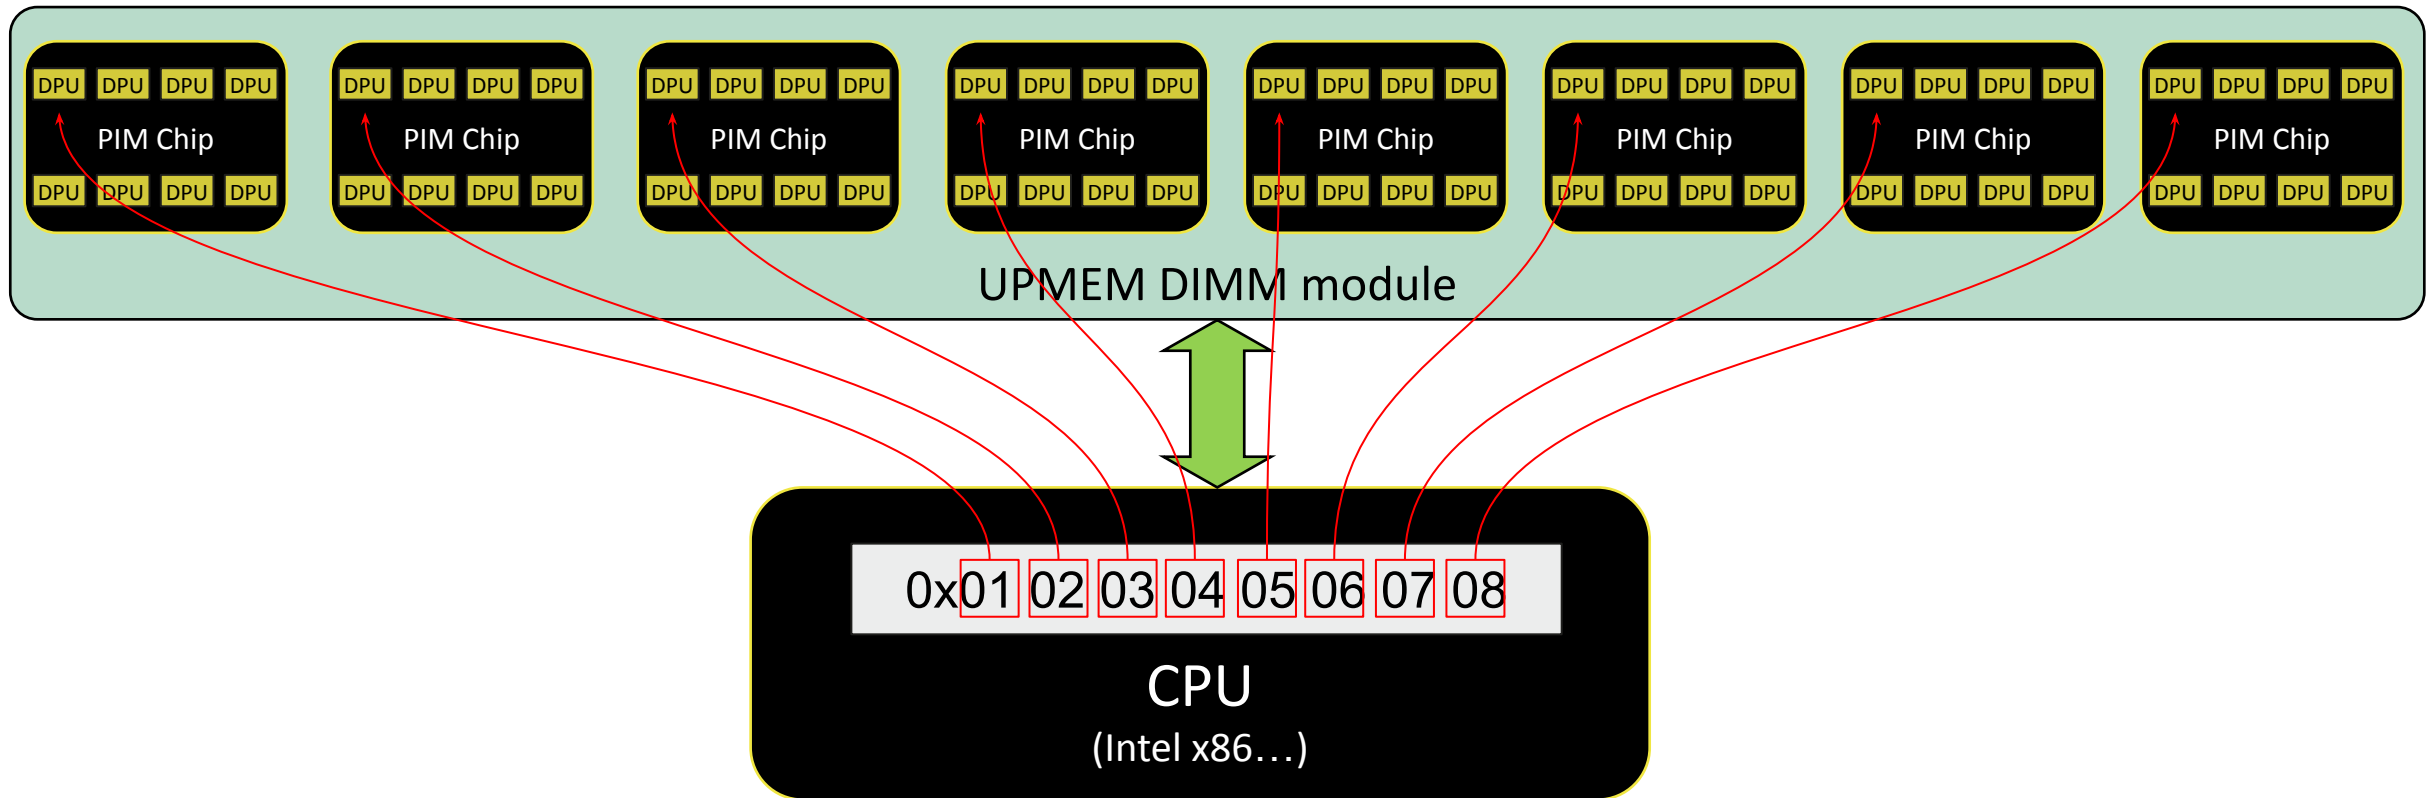 DPU DPU DPU DPU DPU DPU DPU DPU DPU DPU DPU DPU DPU DPU DPU DPU DPU DPU DPU DPU DPU DPU DPU DPU DPU DPU DPU DPU DPU DPU DPU DPU
PIM Chip PIM Chip PIM Chip PIM Chip PIM Chip PIM Chip PIM Chip PIM Chip
DPU DPU DPU DPU DPU DPU DPU DPU DPU DPU DPU DPU DPU DPU DPU DPU DPU DPU DPU DPU DPU DPU DPU DPU DPU DPU DPU DPU DPU DPU DPU DPU
UPMEM DIMM module
0x01 02 03 04 05 06 07 08
CPU
(Intel x86...)